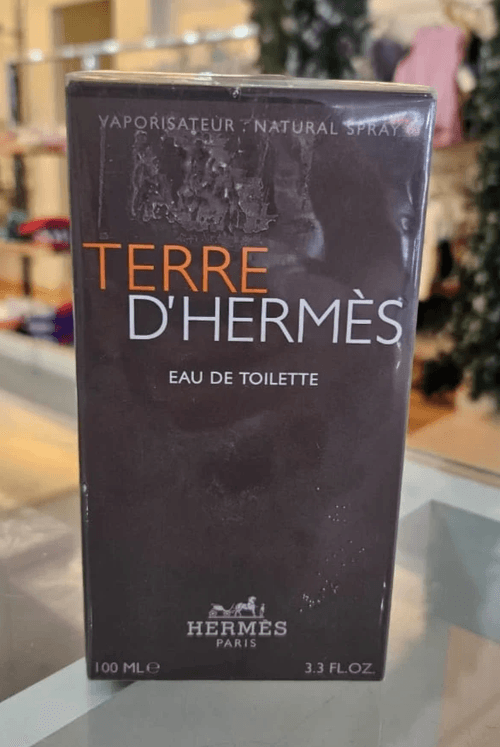 VAPORISATEUR . NATURAL SPRAY
TERRE
D'HERMÈS
EAU DE TOILETTE
HERMÈS
PARIS
100 ML℮ 3.3 FL.OZ.